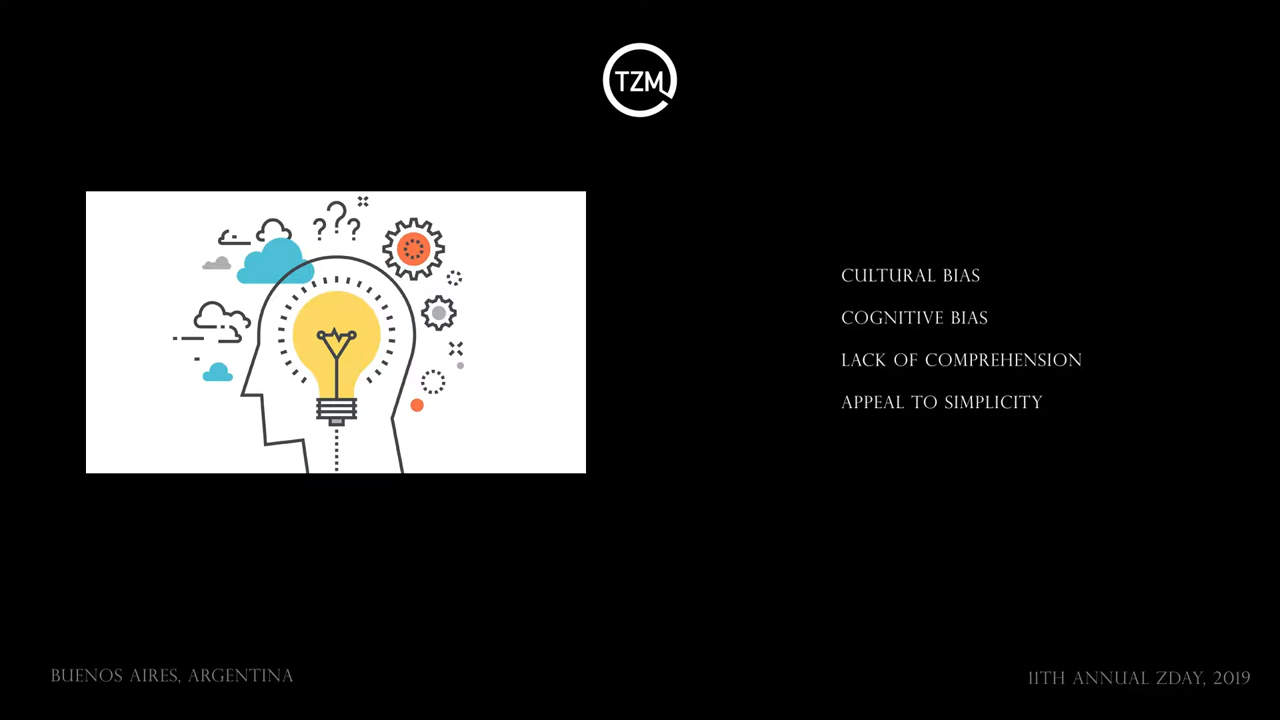 TZM
CULTURAL BIAS
COGNITIVE BIAS
LACK OF COMPREHENSION
APPEAL TO SIMPLICITY
BUENOS AIRES, ARGENTINA
11TH ANNUAL ZDAY, 2019